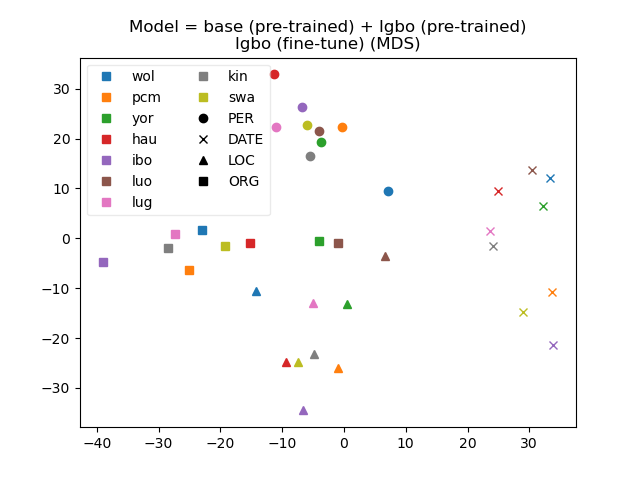 Model = base (pre-trained) + Igbo (pre-trained)
Igbo (fine-tune) (MDS)
wol
pcm
yor
hau
ibo
luo
lug
kin
swa
PER
DATE
LOC
ORG
30
20
10
0
−10
−20
−30
−40 −30 −20 −10 0 10 20 30